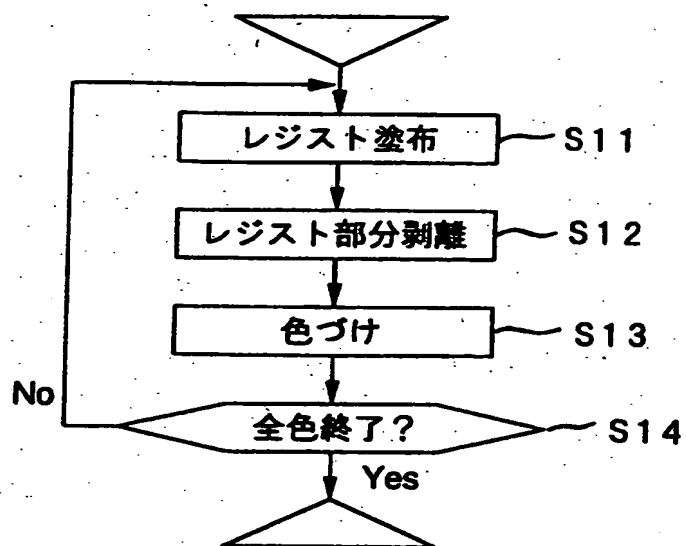 レジスト塗布 S11
レジスト部分剥離 S12
色づけ S13
No
全色終了? S14
Yes